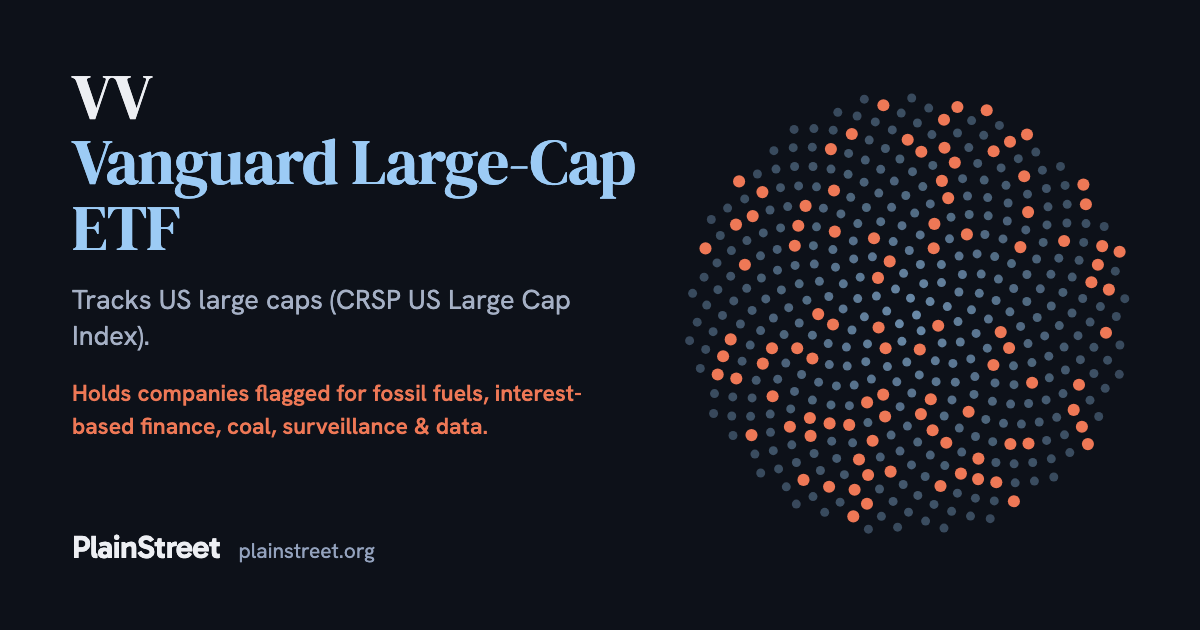 VV
Vanguard Large-Cap
ETF
Tracks US large caps (CRSP US Large Cap
Index).
Holds companies flagged for fossil fuels, interest-
based finance, coal, surveillance & data.
PlainStreet plainstreet.org